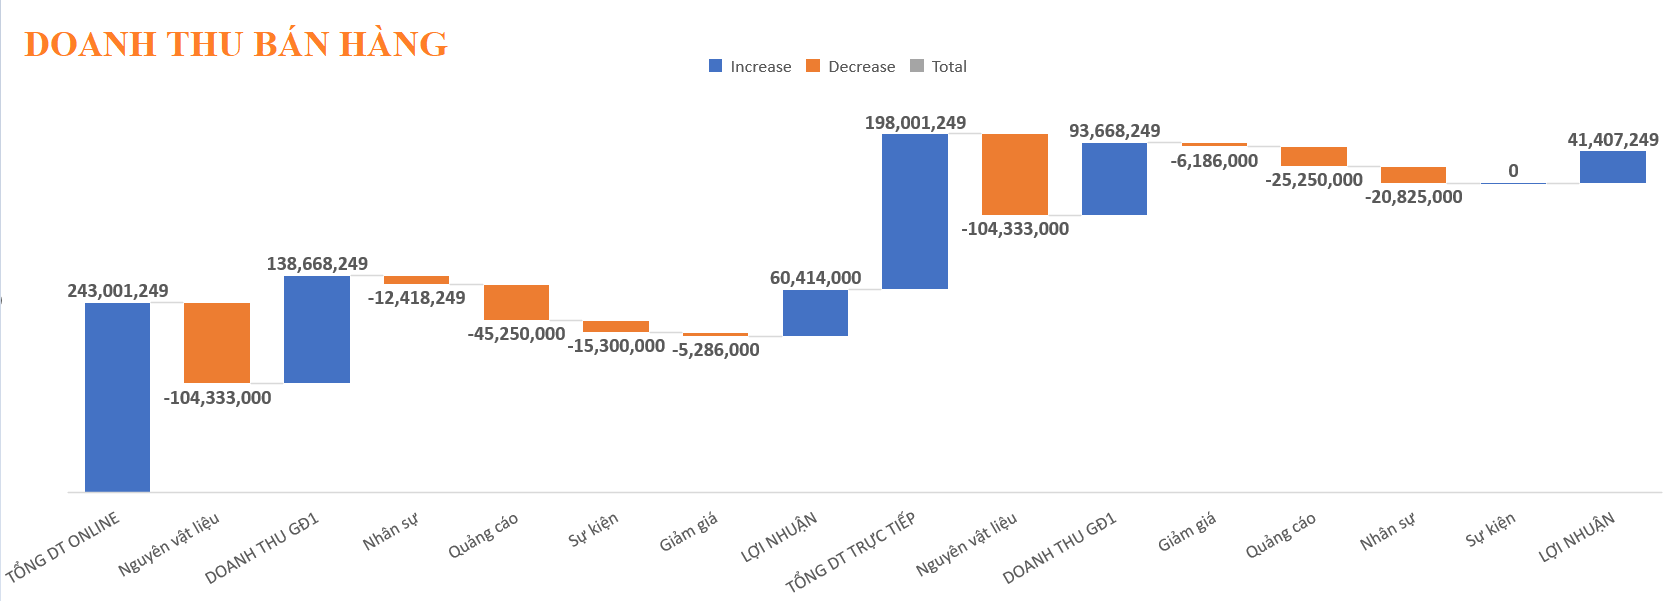 DOANH THU BÁN HÀNG
Increase Decrease Total
243,001,249
-104,333,000
138,668,249
-12,418,249
-45,250,000
-15,300,000
-5,286,000
60,414,000
198,001,249
-104,333,000
93,668,249
-6,186,000
-25,250,000
-20,825,000
0
41,407,249
TỔNG DT ONLINE
Nguyên vật liệu
DOANH THU GĐ1
Nhân sự
Quảng cáo
Sự kiện
Giảm giá
LỢI NHUẬN
TỔNG DT TRỰC TIẾP
Nguyên vật liệu
DOANH THU GĐ1
Giảm giá
Quảng cáo
Nhân sự
Sự kiện
LỢI NHUẬN